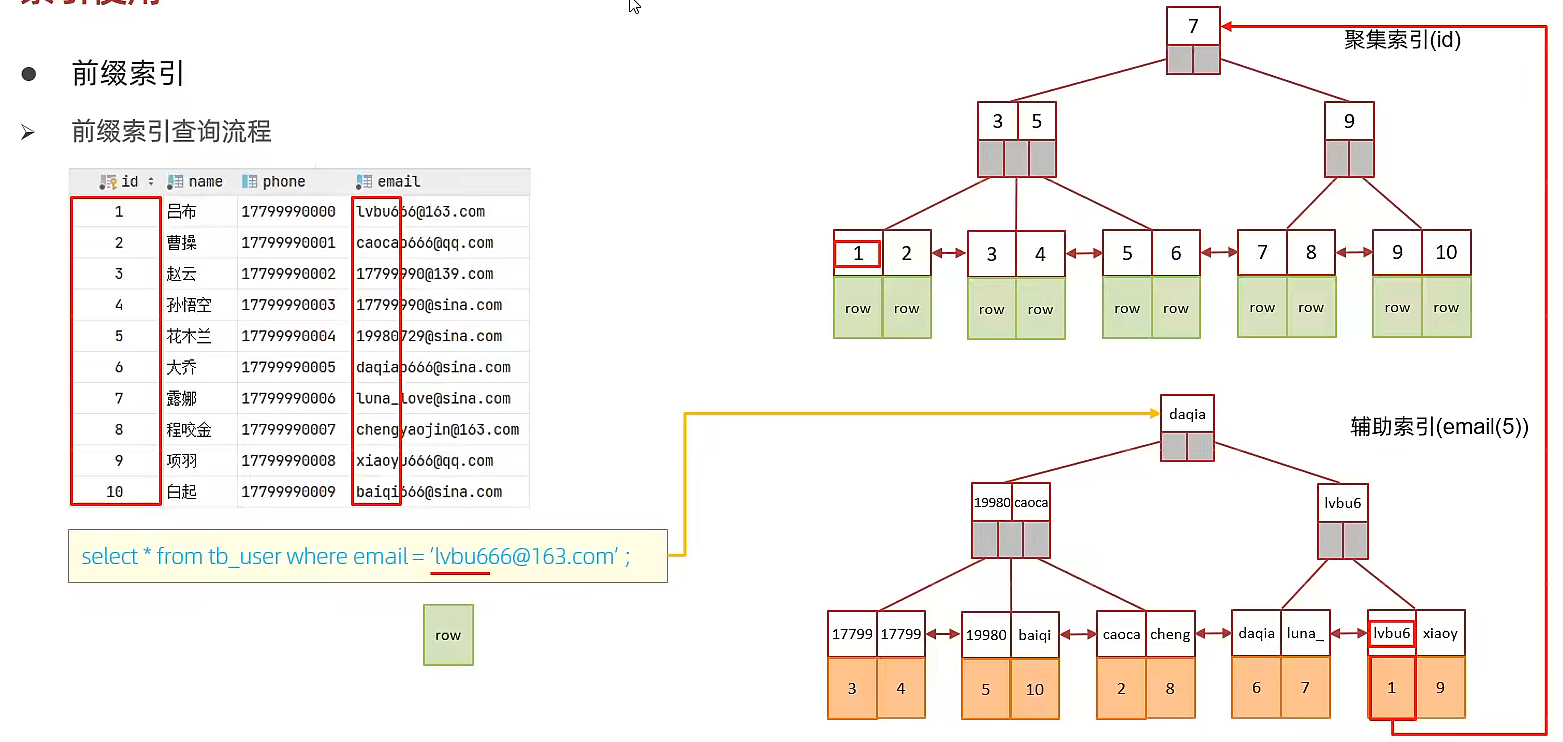 索引使用
前缀索引
前缀索引查询流程
id name phone email
1 吕布 17799990000 lvbu666@163.com
2 曹操 17799990001 caocao666@qq.com
3 赵云 17799990002 17799990@139.com
4 孙悟空 17799990003 17799990@sina.com
5 花木兰 17799990004 19980729@sina.com
6 大乔 17799990005 daqiao666@sina.com
7 露娜 17799990006 luna_love@sina.com
8 程咬金 17799990007 chengyaojin@163.com
9 项羽 17799990008 xiaoyu666@qq.com
10 白起 17799990009 baiqi666@sina.com
select * from tb_user where email = ‘lvbu666@163.com’ ;
row
7
聚集索引(id)
3 5 9
1 2 3 4 5 6 7 8 9 10
row row row row row row row row row row
daqia
辅助索引(email(5))
19980 caoca lvbu6
17799 17799 19980 baiqi caoca cheng daqia luna_ lvbu6 xiaoy
3 4 5 10 2 8 6 7 1 9